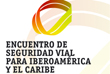 ENCUENTRO DE
SEGURIDAD VIAL
PARA IBEROAMÉRICA
Y EL CARIBE